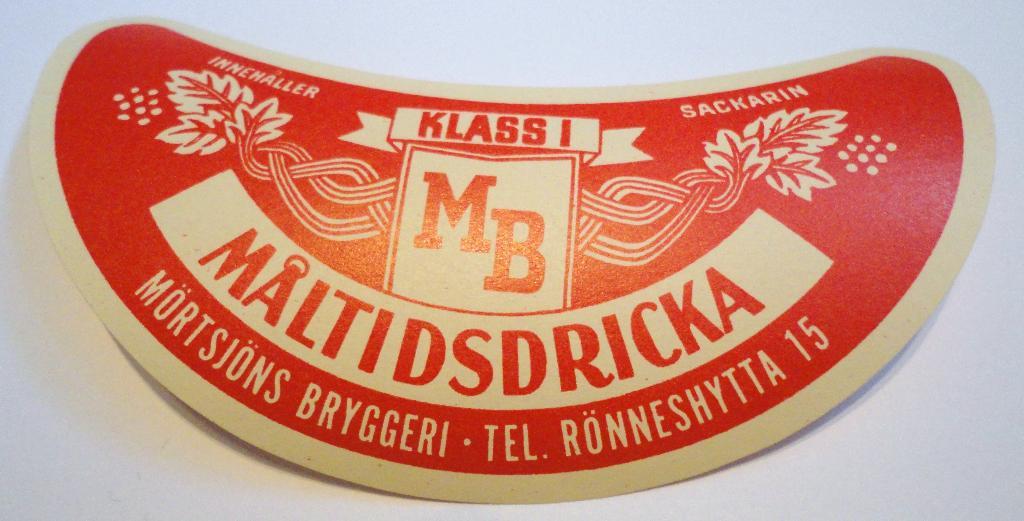 INNEHÅLLER SACKARIN
KLASS I
MB
MÅLTIDSDRICKA
MÖRTSJÖNS BRYGGERI · TEL. RÖNNESHYTTA 15